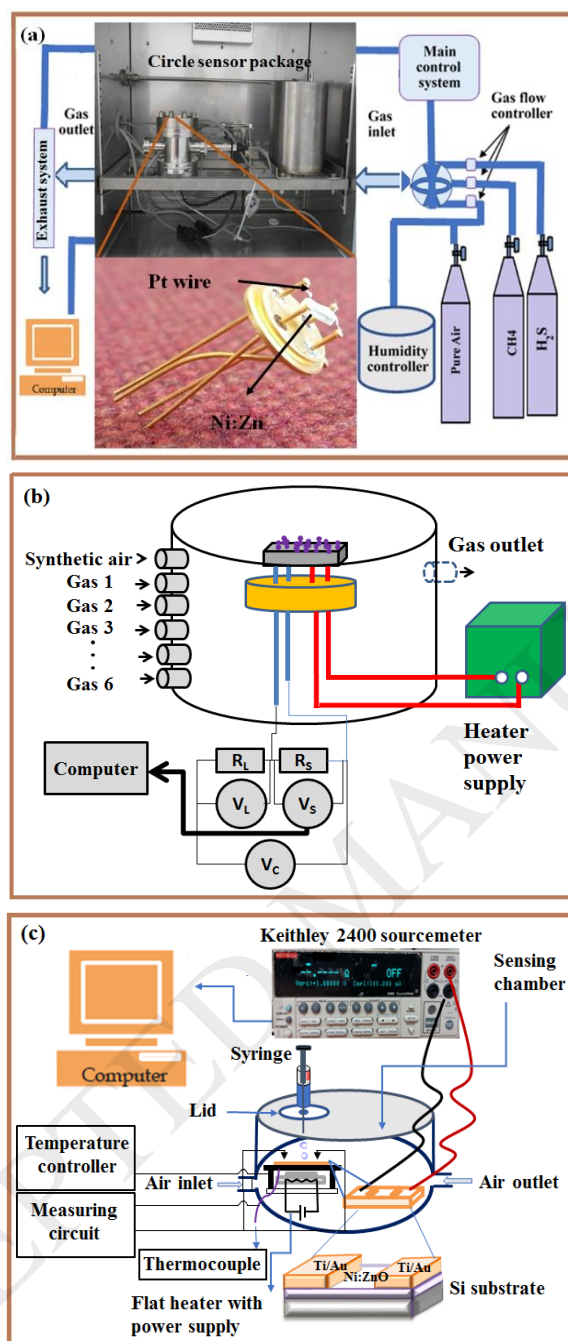 (a)
Circle sensor package
Main control system
Gas outlet
Gas inlet
Gas flow controller
Exhaust system
Computer
Pt wire
Ni:Zn
Humidity controller
Pure Air
CH4
H2S
(b)
Synthetic air
Gas 1
Gas 2
Gas 3
Gas 6
Gas outlet
Heater power supply
Computer
RL
RS
VL
VS
VC
(c)
Keithley 2400 sourcemeter
Sensing chamber
OFF
Computer
Syringe
Lid
Temperature controller
Air inlet
Air outlet
Measuring circuit
Thermocouple
Ti/Au
Ni:ZnO
Ti/Au
Si substrate
Flat heater with power supply
EPTED MAN